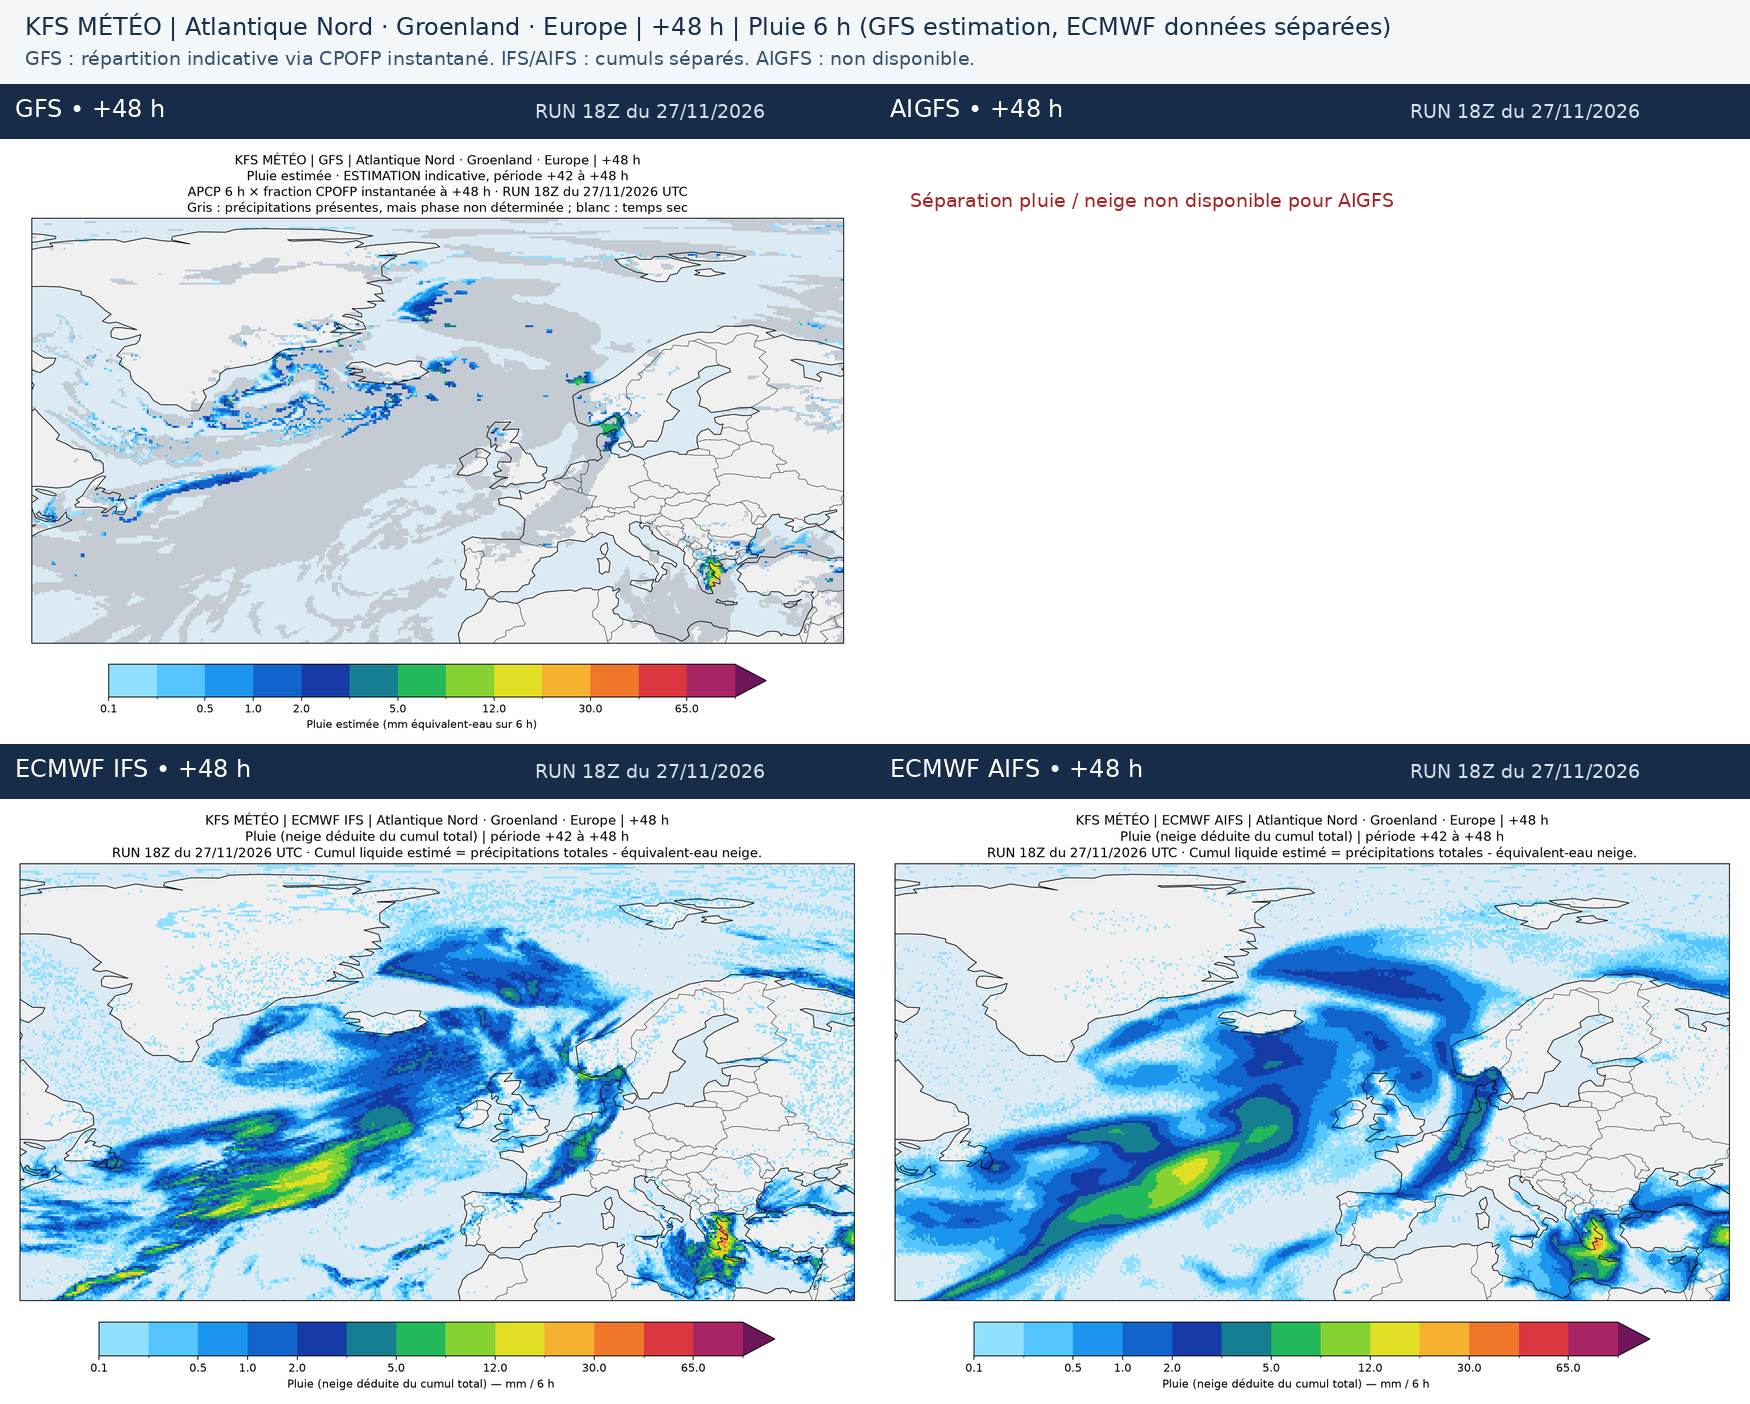 KFS MÉTÉO | Atlantique Nord · Groenland · Europe | +48 h | Pluie 6 h (GFS estimation, ECMWF données séparées)
GFS : répartition indicative via CPOFP instantané. IFS/AIFS : cumuls séparés. AIGFS : non disponible.
GFS • +48 h
RUN 18Z du 27/11/2026
AIGFS • +48 h
RUN 18Z du 27/11/2026
KFS MÉTÉO | GFS | Atlantique Nord · Groenland · Europe | +48 h
Pluie estimée · ESTIMATION indicative, période +42 à +48 h
APCP 6 h × fraction CPOFP instantanée à +48 h · RUN 18Z du 27/11/2026 UTC
Gris : précipitations présentes, mais phase non déterminée ; blanc : temps sec
Séparation pluie / neige non disponible pour AIGFS
0.1 0.5 1.0 2.0 5.0 12.0 30.0 65.0
Pluie estimée (mm équivalent-eau sur 6 h)
ECMWF IFS • +48 h
RUN 18Z du 27/11/2026
ECMWF AIFS • +48 h
RUN 18Z du 27/11/2026
KFS MÉTÉO | ECMWF IFS | Atlantique Nord · Groenland · Europe | +48 h
Pluie (neige déduite du cumul total) | période +42 à +48 h
RUN 18Z du 27/11/2026 UTC · Cumul liquide estimé = précipitations totales - équivalent-eau neige.
0.1 0.5 1.0 2.0 5.0 12.0 30.0 65.0
Pluie (neige déduite du cumul total) — mm / 6 h
KFS MÉTÉO | ECMWF AIFS | Atlantique Nord · Groenland · Europe | +48 h
Pluie (neige déduite du cumul total) | période +42 à +48 h
RUN 18Z du 27/11/2026 UTC · Cumul liquide estimé = précipitations totales - équivalent-eau neige.
0.1 0.5 1.0 2.0 5.0 12.0 30.0 65.0
Pluie (neige déduite du cumul total) — mm / 6 h